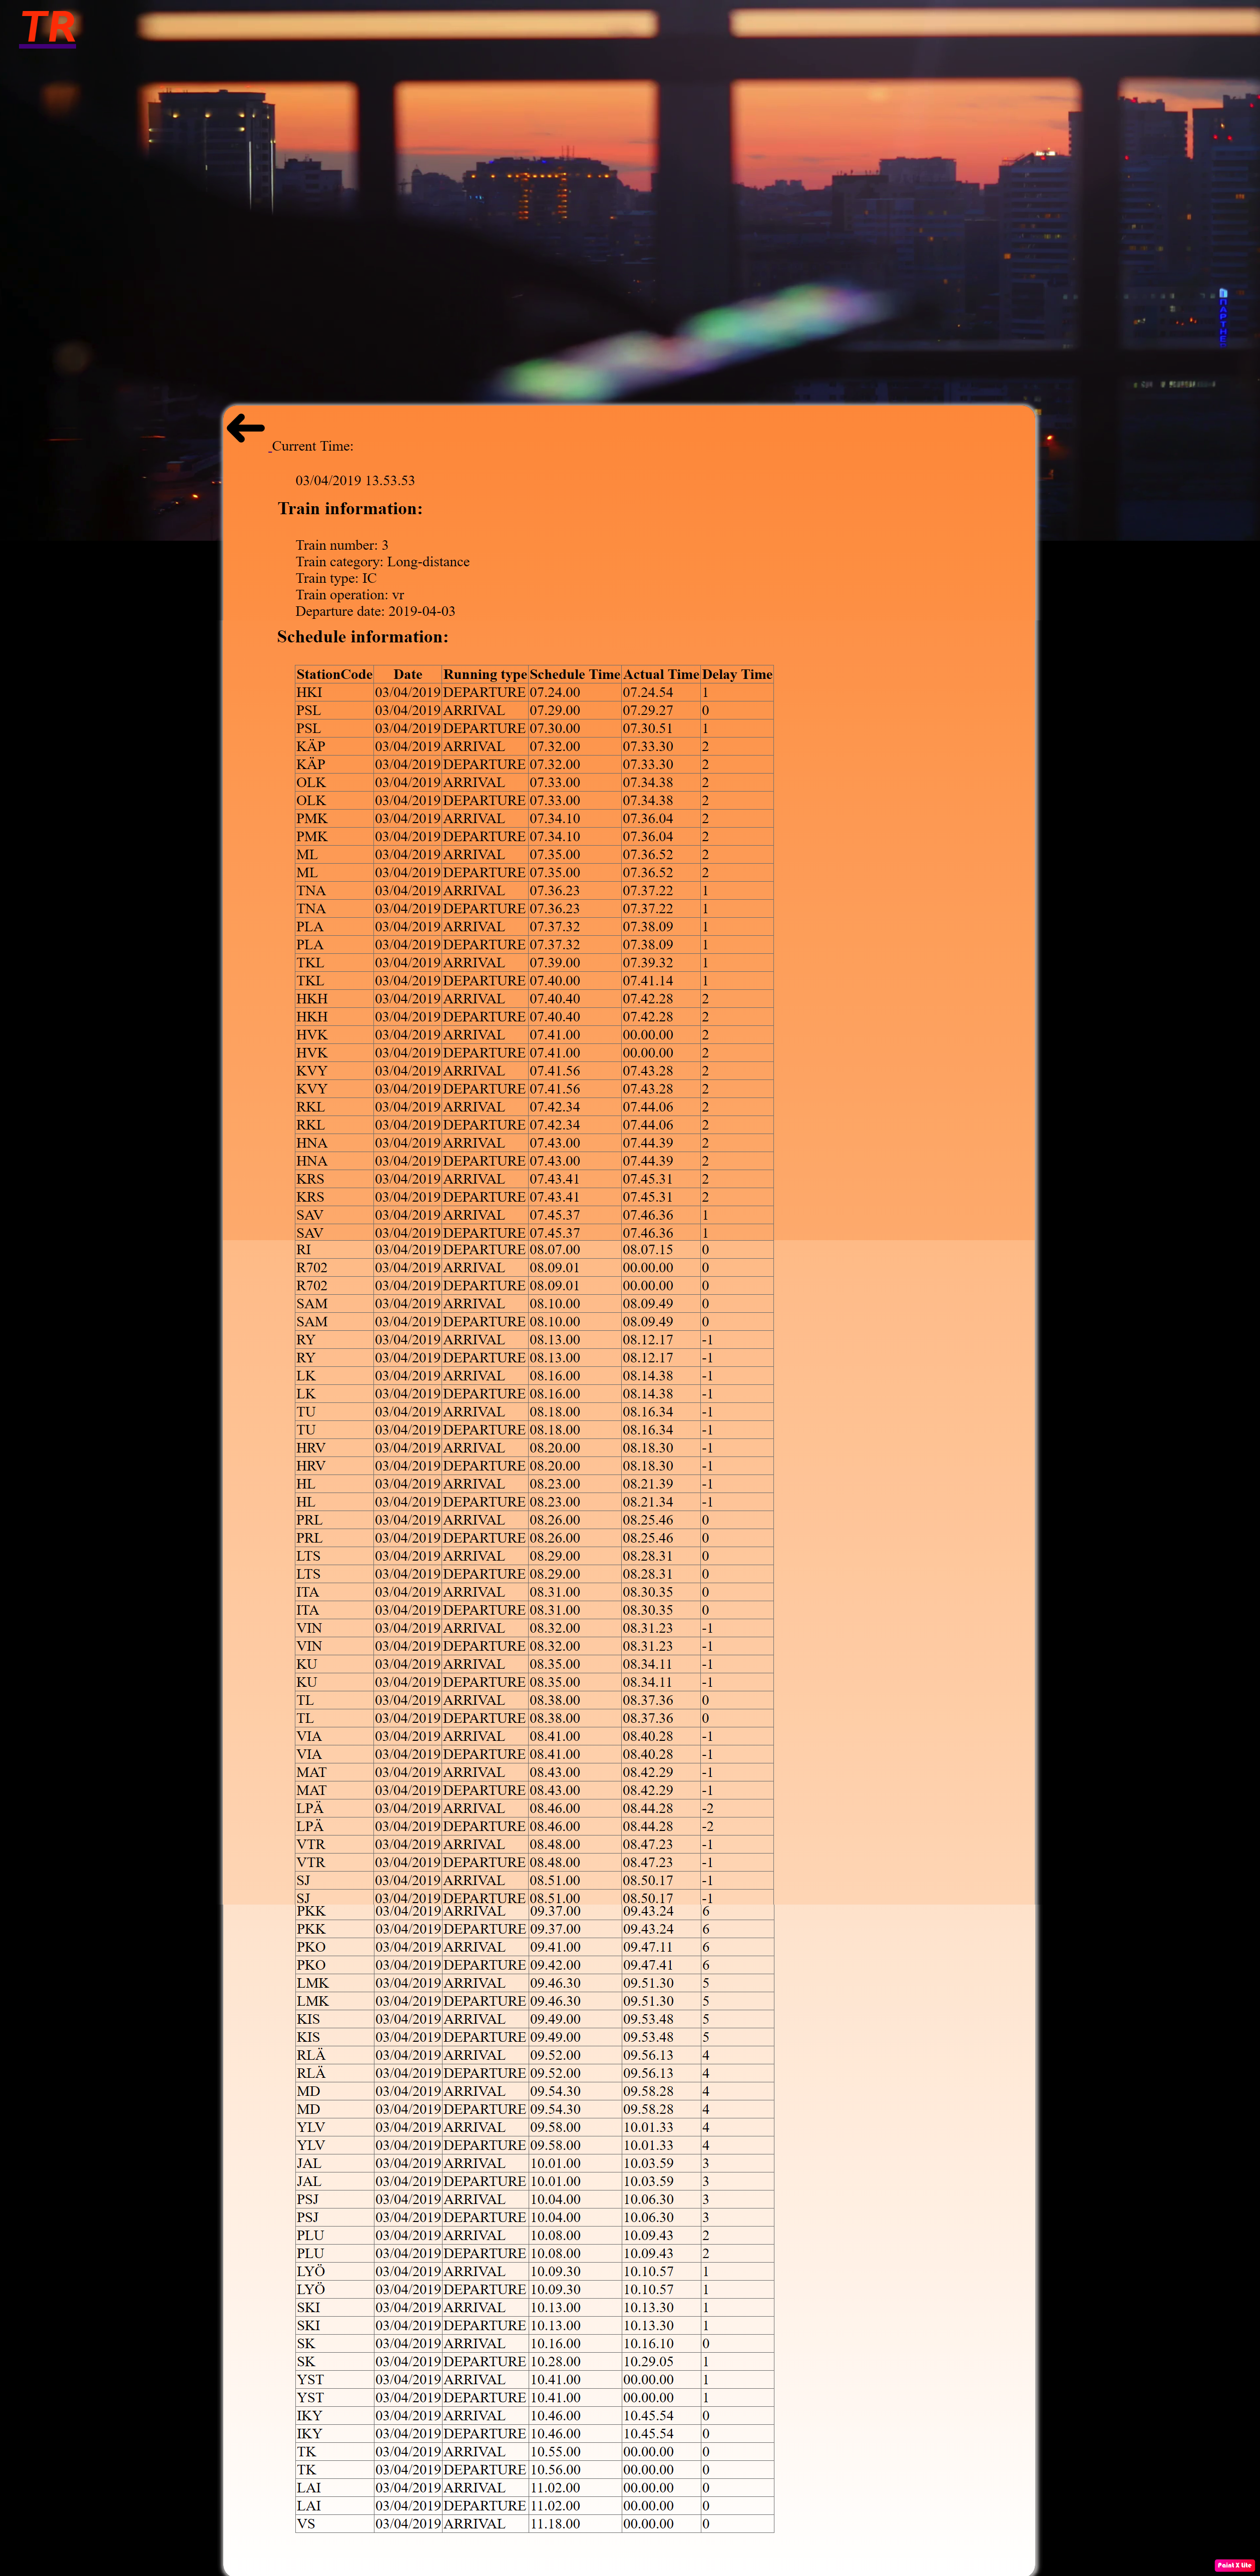 TR
ПАРТНЕ
Current Time:
03/04/2019 13.53.53
Train information:
Train number: 3
Train category: Long-distance
Train type: IC
Train operation: vr
Departure date: 2019-04-03
Schedule information:
StationCode Date Running type Schedule Time Actual Time Delay Time
HKI 03/04/2019 DEPARTURE 07.24.00 07.24.54 1
PSL 03/04/2019 ARRIVAL 07.29.00 07.29.27 0
PSL 03/04/2019 DEPARTURE 07.30.00 07.30.51 1
KÄP 03/04/2019 ARRIVAL 07.32.00 07.33.30 2
KÄP 03/04/2019 DEPARTURE 07.32.00 07.33.30 2
OLK 03/04/2019 ARRIVAL 07.33.00 07.34.38 2
OLK 03/04/2019 DEPARTURE 07.33.00 07.34.38 2
PMK 03/04/2019 ARRIVAL 07.34.10 07.36.04 2
PMK 03/04/2019 DEPARTURE 07.34.10 07.36.04 2
ML 03/04/2019 ARRIVAL 07.35.00 07.36.52 2
ML 03/04/2019 DEPARTURE 07.35.00 07.36.52 2
TNA 03/04/2019 ARRIVAL 07.36.23 07.37.22 1
TNA 03/04/2019 DEPARTURE 07.36.23 07.37.22 1
PLA 03/04/2019 ARRIVAL 07.37.32 07.38.09 1
PLA 03/04/2019 DEPARTURE 07.37.32 07.38.09 1
TKL 03/04/2019 ARRIVAL 07.39.00 07.39.32 1
TKL 03/04/2019 DEPARTURE 07.40.00 07.41.14 1
HKH 03/04/2019 ARRIVAL 07.40.40 07.42.28 2
HKH 03/04/2019 DEPARTURE 07.40.40 07.42.28 2
HVK 03/04/2019 ARRIVAL 07.41.00 00.00.00 2
HVK 03/04/2019 DEPARTURE 07.41.00 00.00.00 2
KVY 03/04/2019 ARRIVAL 07.41.56 07.43.28 2
KVY 03/04/2019 DEPARTURE 07.41.56 07.43.28 2
RKL 03/04/2019 ARRIVAL 07.42.34 07.44.06 2
RKL 03/04/2019 DEPARTURE 07.42.34 07.44.06 2
HNA 03/04/2019 ARRIVAL 07.43.00 07.44.39 2
HNA 03/04/2019 DEPARTURE 07.43.00 07.44.39 2
KRS 03/04/2019 ARRIVAL 07.43.41 07.45.31 2
KRS 03/04/2019 DEPARTURE 07.43.41 07.45.31 2
SAV 03/04/2019 ARRIVAL 07.45.37 07.46.36 1
SAV 03/04/2019 DEPARTURE 07.45.37 07.46.36 1
RI 03/04/2019 DEPARTURE 08.07.00 08.07.15 0
R702 03/04/2019 ARRIVAL 08.09.01 00.00.00 0
R702 03/04/2019 DEPARTURE 08.09.01 00.00.00 0
SAM 03/04/2019 ARRIVAL 08.10.00 08.09.49 0
SAM 03/04/2019 DEPARTURE 08.10.00 08.09.49 0
RY 03/04/2019 ARRIVAL 08.13.00 08.12.17 -1
RY 03/04/2019 DEPARTURE 08.13.00 08.12.17 -1
LK 03/04/2019 ARRIVAL 08.16.00 08.14.38 -1
LK 03/04/2019 DEPARTURE 08.16.00 08.14.38 -1
TU 03/04/2019 ARRIVAL 08.18.00 08.16.34 -1
TU 03/04/2019 DEPARTURE 08.18.00 08.16.34 -1
HRV 03/04/2019 ARRIVAL 08.20.00 08.18.30 -1
HRV 03/04/2019 DEPARTURE 08.20.00 08.18.30 -1
HL 03/04/2019 ARRIVAL 08.23.00 08.21.39 -1
HL 03/04/2019 DEPARTURE 08.23.00 08.21.34 -1
PRL 03/04/2019 ARRIVAL 08.26.00 08.25.46 0
PRL 03/04/2019 DEPARTURE 08.26.00 08.25.46 0
LTS 03/04/2019 ARRIVAL 08.29.00 08.28.31 0
LTS 03/04/2019 DEPARTURE 08.29.00 08.28.31 0
ITA 03/04/2019 ARRIVAL 08.31.00 08.30.35 0
ITA 03/04/2019 DEPARTURE 08.31.00 08.30.35 0
VIN 03/04/2019 ARRIVAL 08.32.00 08.31.23 -1
VIN 03/04/2019 DEPARTURE 08.32.00 08.31.23 -1
KU 03/04/2019 ARRIVAL 08.35.00 08.34.11 -1
KU 03/04/2019 DEPARTURE 08.35.00 08.34.11 -1
TL 03/04/2019 ARRIVAL 08.38.00 08.37.36 0
TL 03/04/2019 DEPARTURE 08.38.00 08.37.36 0
VIA 03/04/2019 ARRIVAL 08.41.00 08.40.28 -1
VIA 03/04/2019 DEPARTURE 08.41.00 08.40.28 -1
MAT 03/04/2019 ARRIVAL 08.43.00 08.42.29 -1
MAT 03/04/2019 DEPARTURE 08.43.00 08.42.29 -1
LPÄ 03/04/2019 ARRIVAL 08.46.00 08.44.28 -2
LPÄ 03/04/2019 DEPARTURE 08.46.00 08.44.28 -2
VTR 03/04/2019 ARRIVAL 08.48.00 08.47.23 -1
VTR 03/04/2019 DEPARTURE 08.48.00 08.47.23 -1
SJ 03/04/2019 ARRIVAL 08.51.00 08.50.17 -1
SJ 03/04/2019 DEPARTURE 08.51.00 08.50.17 -1
PKK 03/04/2019 ARRIVAL 09.37.00 09.43.24 6
PKK 03/04/2019 DEPARTURE 09.37.00 09.43.24 6
PKO 03/04/2019 ARRIVAL 09.41.00 09.47.11 6
PKO 03/04/2019 DEPARTURE 09.42.00 09.47.41 6
LMK 03/04/2019 ARRIVAL 09.46.30 09.51.30 5
LMK 03/04/2019 DEPARTURE 09.46.30 09.51.30 5
KIS 03/04/2019 ARRIVAL 09.49.00 09.53.48 5
KIS 03/04/2019 DEPARTURE 09.49.00 09.53.48 5
RLÄ 03/04/2019 ARRIVAL 09.52.00 09.56.13 4
RLÄ 03/04/2019 DEPARTURE 09.52.00 09.56.13 4
MD 03/04/2019 ARRIVAL 09.54.30 09.58.28 4
MD 03/04/2019 DEPARTURE 09.54.30 09.58.28 4
YLV 03/04/2019 ARRIVAL 09.58.00 10.01.33 4
YLV 03/04/2019 DEPARTURE 09.58.00 10.01.33 4
JAL 03/04/2019 ARRIVAL 10.01.00 10.03.59 3
JAL 03/04/2019 DEPARTURE 10.01.00 10.03.59 3
PSJ 03/04/2019 ARRIVAL 10.04.00 10.06.30 3
PSJ 03/04/2019 DEPARTURE 10.04.00 10.06.30 3
PLU 03/04/2019 ARRIVAL 10.08.00 10.09.43 2
PLU 03/04/2019 DEPARTURE 10.08.00 10.09.43 2
LYÖ 03/04/2019 ARRIVAL 10.09.30 10.10.57 1
LYÖ 03/04/2019 DEPARTURE 10.09.30 10.10.57 1
SKI 03/04/2019 ARRIVAL 10.13.00 10.13.30 1
SKI 03/04/2019 DEPARTURE 10.13.00 10.13.30 1
SK 03/04/2019 ARRIVAL 10.16.00 10.16.10 0
SK 03/04/2019 DEPARTURE 10.28.00 10.29.05 1
YST 03/04/2019 ARRIVAL 10.41.00 00.00.00 1
YST 03/04/2019 DEPARTURE 10.41.00 00.00.00 1
IKY 03/04/2019 ARRIVAL 10.46.00 10.45.54 0
IKY 03/04/2019 DEPARTURE 10.46.00 10.45.54 0
TK 03/04/2019 ARRIVAL 10.55.00 00.00.00 0
TK 03/04/2019 DEPARTURE 10.56.00 00.00.00 0
LAI 03/04/2019 ARRIVAL 11.02.00 00.00.00 0
LAI 03/04/2019 DEPARTURE 11.02.00 00.00.00 0
VS 03/04/2019 ARRIVAL 11.18.00 00.00.00 0
Paint X Lite